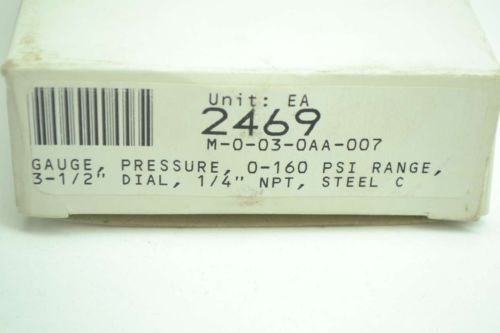 Unit: EA
2469
M-0-03-0AA-007
GAUGE, PRESSURE, 0-160 PSI RANGE,
3-1/2" DIAL, 1/4" NPT, STEEL C